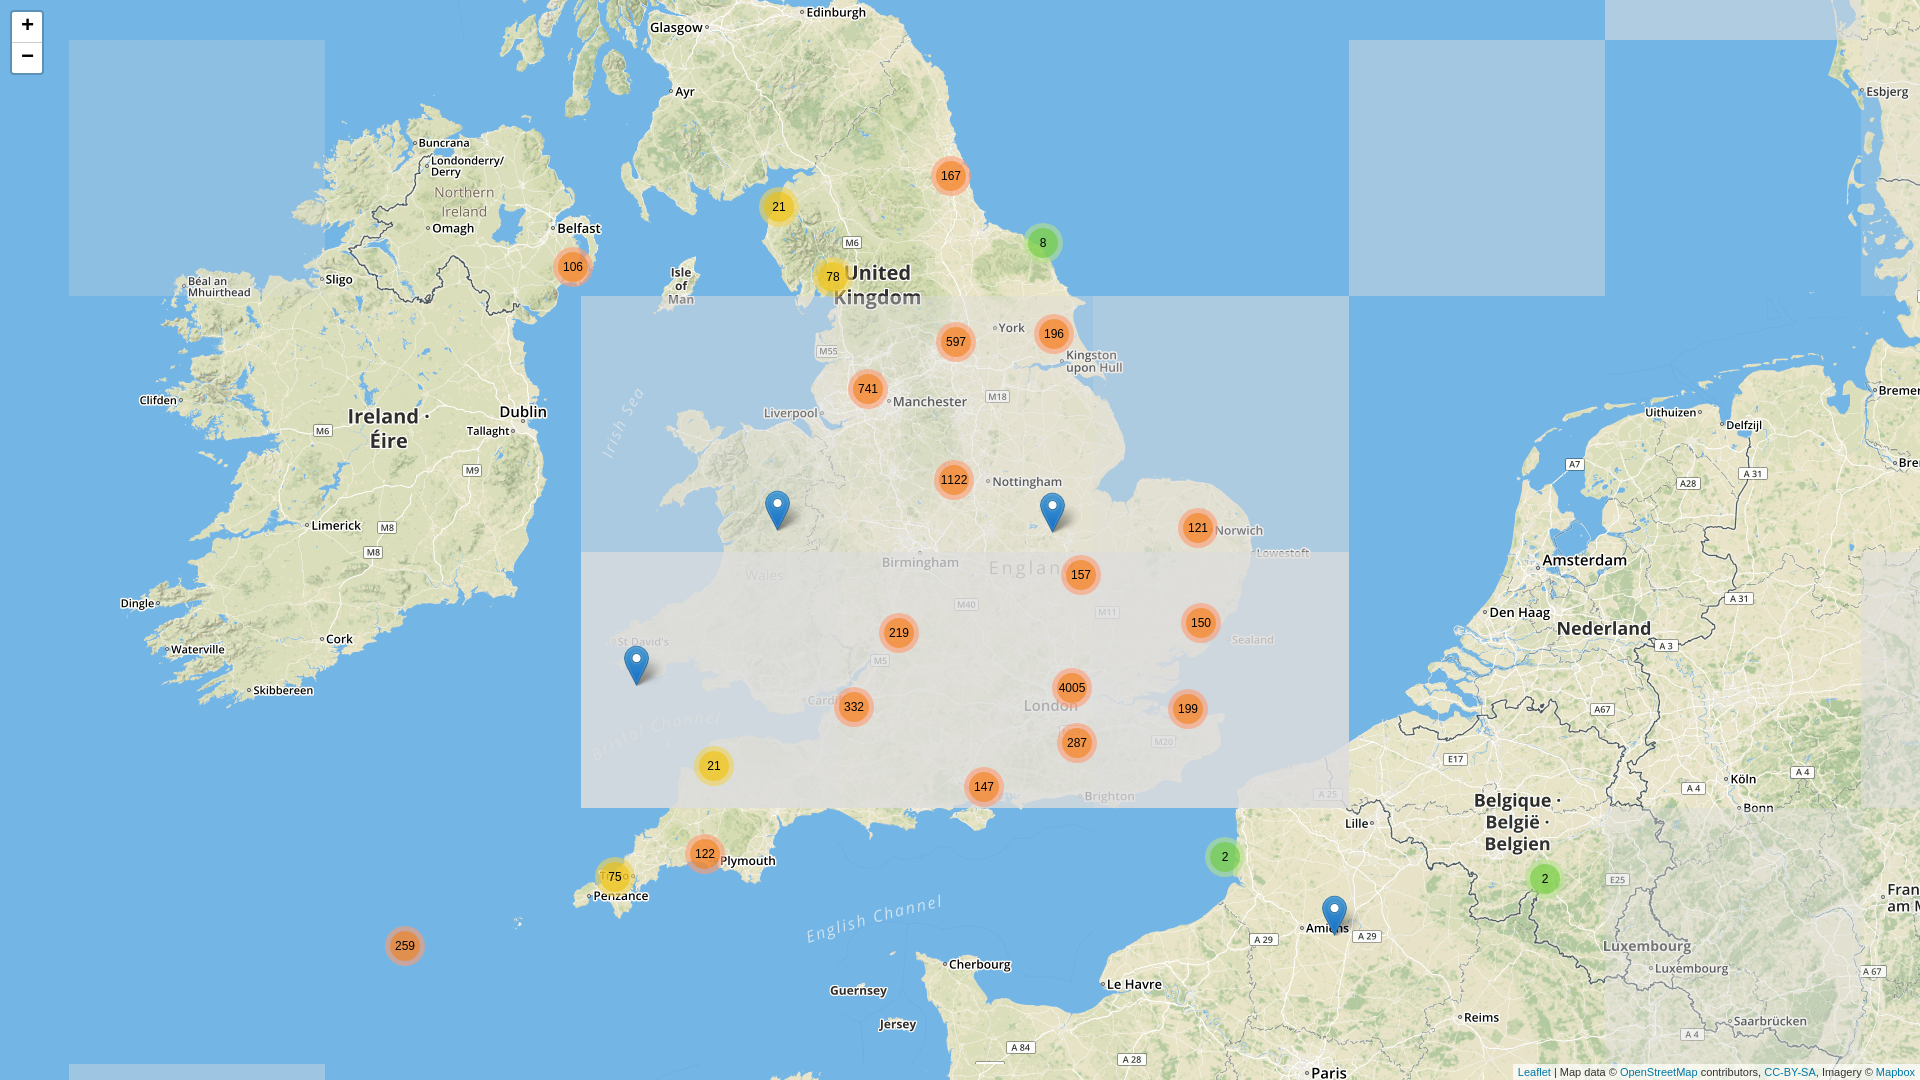 +
−
Edinburgh
Glasgow
Ayr
Esbjerg
Buncrana
Londonderry/
Derry
167
Northern
Ireland
21
Omagh
Belfast
M6
8
106
Isle
of
Man
78
United
Kingdom
Sligo
Béal an
Mhuirthead
York
196
597
M55
Kingston
upon Hull
741
Manchester
M18
Bremer
Clifden
Liverpool
Dublin
Uithuizen
Ireland ·
Éire
M6
Tallaght
Irish Sea
Delfzijl
A7
Bre
M9
A 31
1122
Nottingham
A28
Limerick
M8
121
Norwich
M8
Lowestoft
Birmingham
Englan
Amsterdam
Wales
157
Dingle
M40
M11
A 31
Den Haag
150
Nederland
Cork
219
St David's
Sealand
A 3
Waterville
M5
Skibbereen
4005
Cardi
332
London
199
A67
Bristol Channel
287
M20
E17
21
A 4
Köln
147
Brighton
A 25
A 4
Bonn
Belgique ·
België ·
Belgien
Lille
122
Plymouth
2
75
Penzance
2
E25
Fran
am M
English Channel
Amiens
A 29
A 29
259
Luxembourg
Cherbourg
Luxembourg
A 67
Guernsey
Le Havre
Jersey
Reims
Saarbrücken
A 4
A 84
A 28
Paris
Leaflet | Map data © OpenStreetMap contributors, CC-BY-SA, Imagery © Mapbox